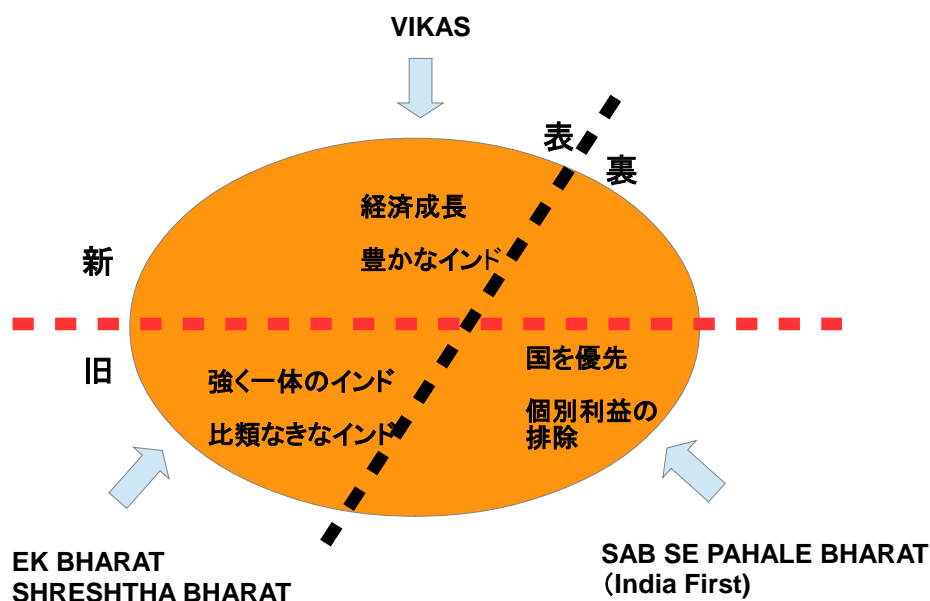 VIKAS
表
裏
経済成長
豊かなインド
新
旧
強く一体のインド
比類なきなインド
国を優先
個別利益の
排除
EK BHARAT
SHRESHTHA BHARAT
SAB SE PAHALE BHARAT
（India First)